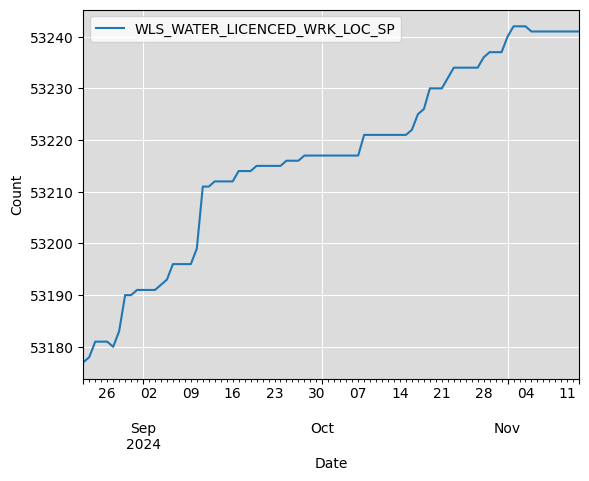 WLS_WATER_LICENCED_WRK_LOC_SP
53240
53230
53220
53210
53200
53190
53180
Count
26 02 09 16 23 30 07 14 21 28 04 11
Sep Oct Nov
2024
Date